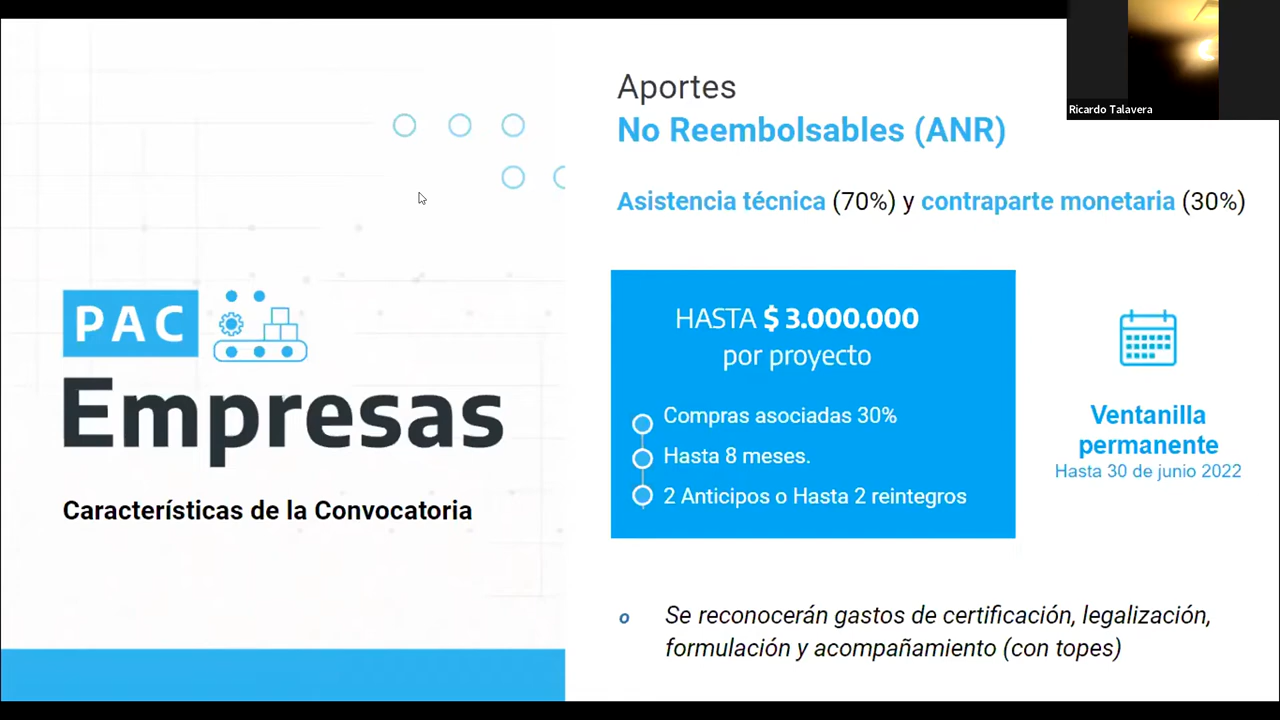 Ricardo Talavera
PAC
Empresas
Características de la Convocatoria
Aportes
No Reembolsables (ANR)
Asistencia técnica (70%) y contraparte monetaria (30%)
HASTA $ 3.000.000
por proyecto
Compras asociadas 30%
Hasta 8 meses.
2 Anticipos o Hasta 2 reintegros
Ventanilla
permanente
Hasta 30 de junio 2022
o Se reconocerán gastos de certificación, legalización,
formulación y acompañamiento (con topes)